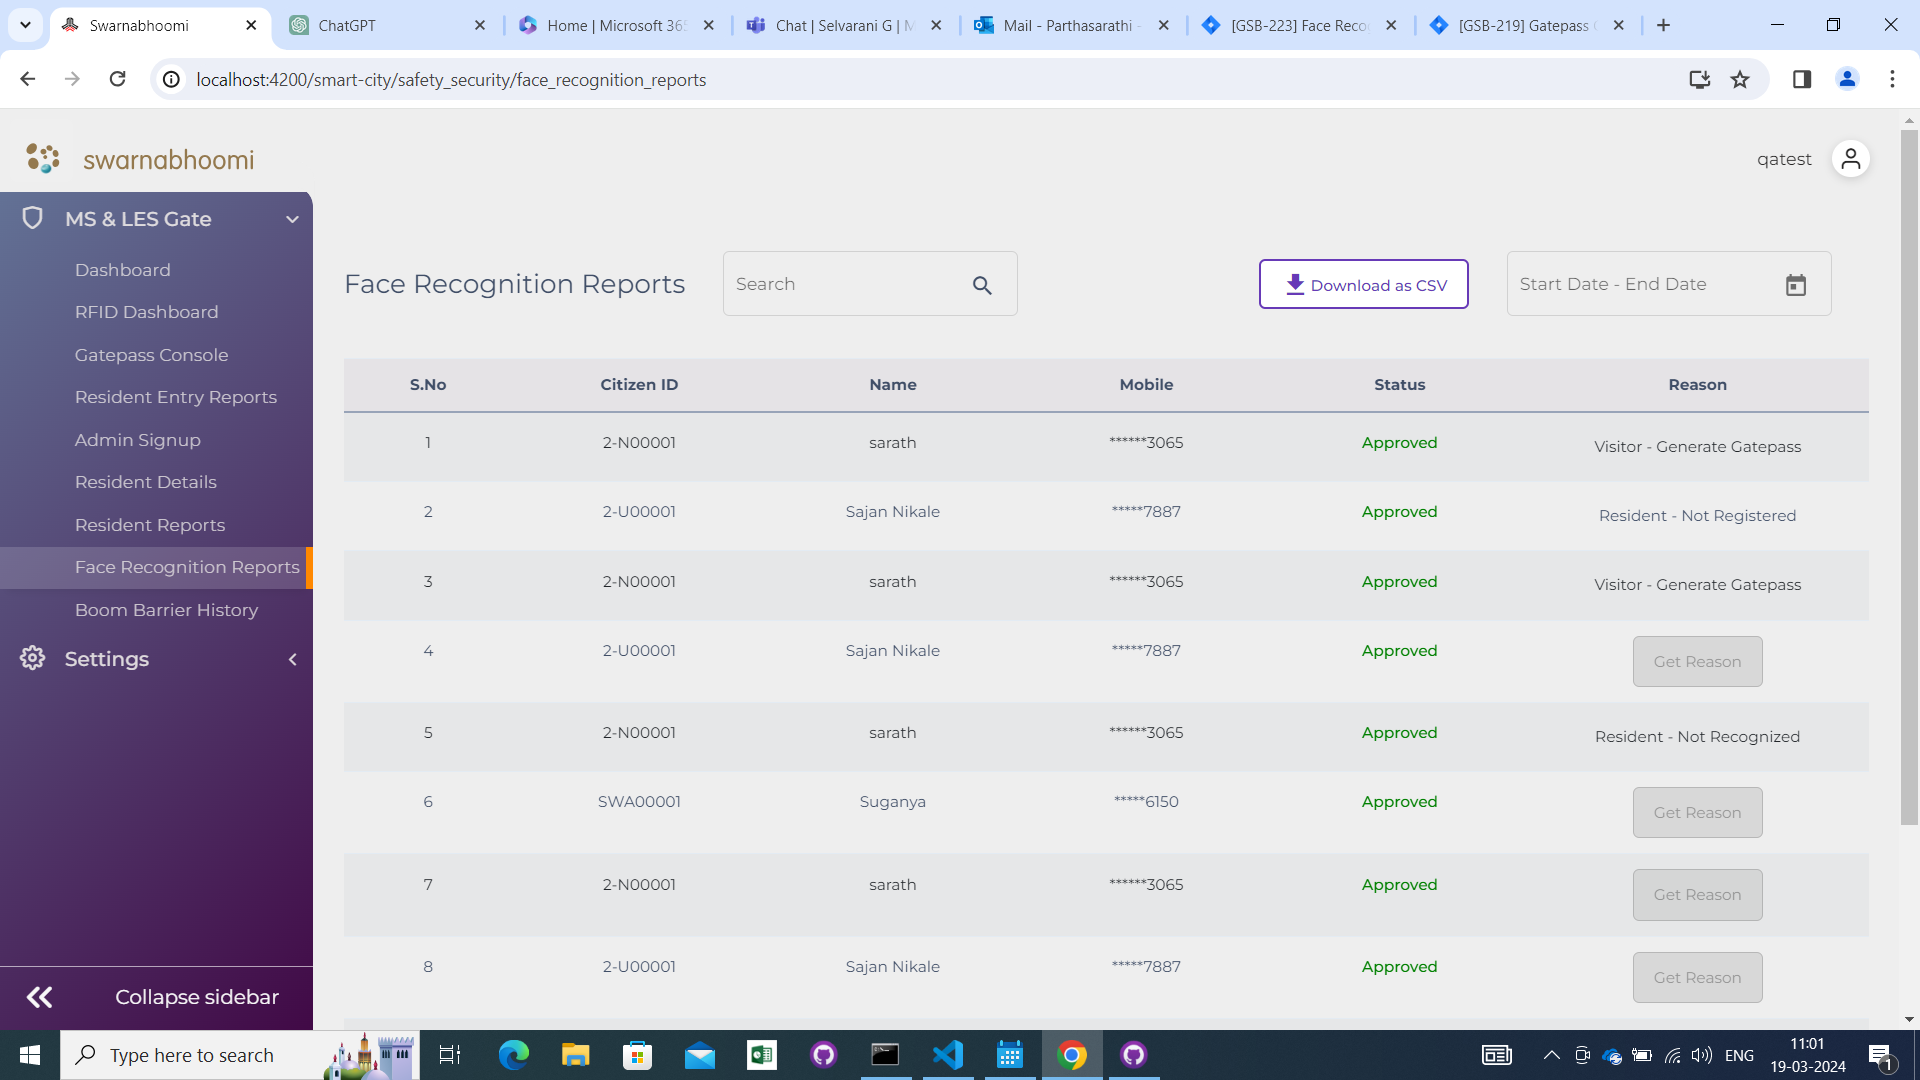 Swarnabhoomi
ChatGPT
Home | Microsoft 365
Chat | Selvarani G | M
Mail - Parthasarathi -
[GSB-223] Face Reco
[GSB-219] Gatepass
localhost:4200/smart-city/safety_security/face_recognition_reports
swarnabhoomi
qatest
MS & LES Gate
Dashboard
RFID Dashboard
Gatepass Console
Resident Entry Reports
Admin Signup
Resident Details
Resident Reports
Face Recognition Reports
Boom Barrier History
Settings
Collapse sidebar
Face Recognition Reports
Search
Download as CSV
Start Date - End Date
S.No Citizen ID Name Mobile Status Reason
1 2-N00001 sarath ******3065 Approved Visitor - Generate Gatepass
2 2-U00001 Sajan Nikale *****7887 Approved Resident - Not Registered
3 2-N00001 sarath ******3065 Approved Visitor - Generate Gatepass
4 2-U00001 Sajan Nikale *****7887 Approved Get Reason
5 2-N00001 sarath ******3065 Approved Resident - Not Recognized
6 SWA00001 Suganya *****6150 Approved Get Reason
7 2-N00001 sarath ******3065 Approved Get Reason
8 2-U00001 Sajan Nikale *****7887 Approved Get Reason
Type here to search
ENG
11:01
19-03-2024
1